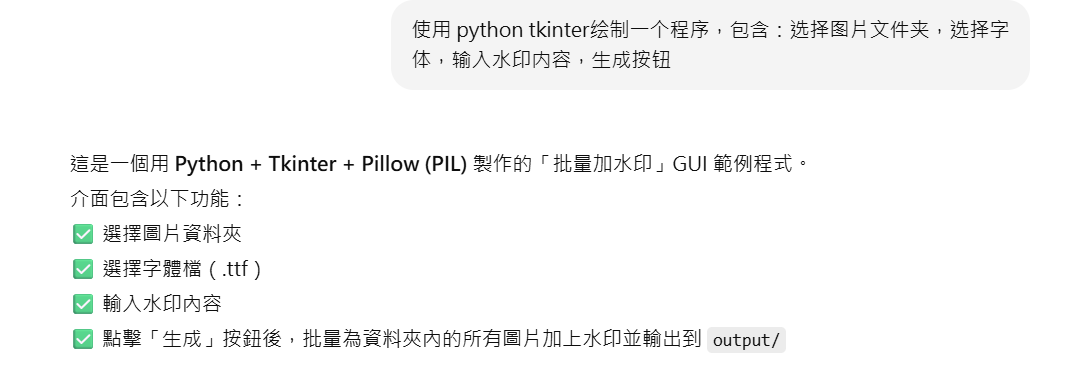 使用 python tkinter绘制一个程序，包含：选择图片文件夹，选择字
体，输入水印内容，生成按钮
這是一個用 Python + Tkinter + Pillow (PIL) 製作的「批量加水印」GUI 範例程式。
介面包含以下功能：
✅ 選擇圖片資料夾
✅ 選擇字體檔（.ttf）
✅ 輸入水印內容
✅ 點擊「生成」按鈕後，批量為資料夾內的所有圖片加上水印並輸出到 output/